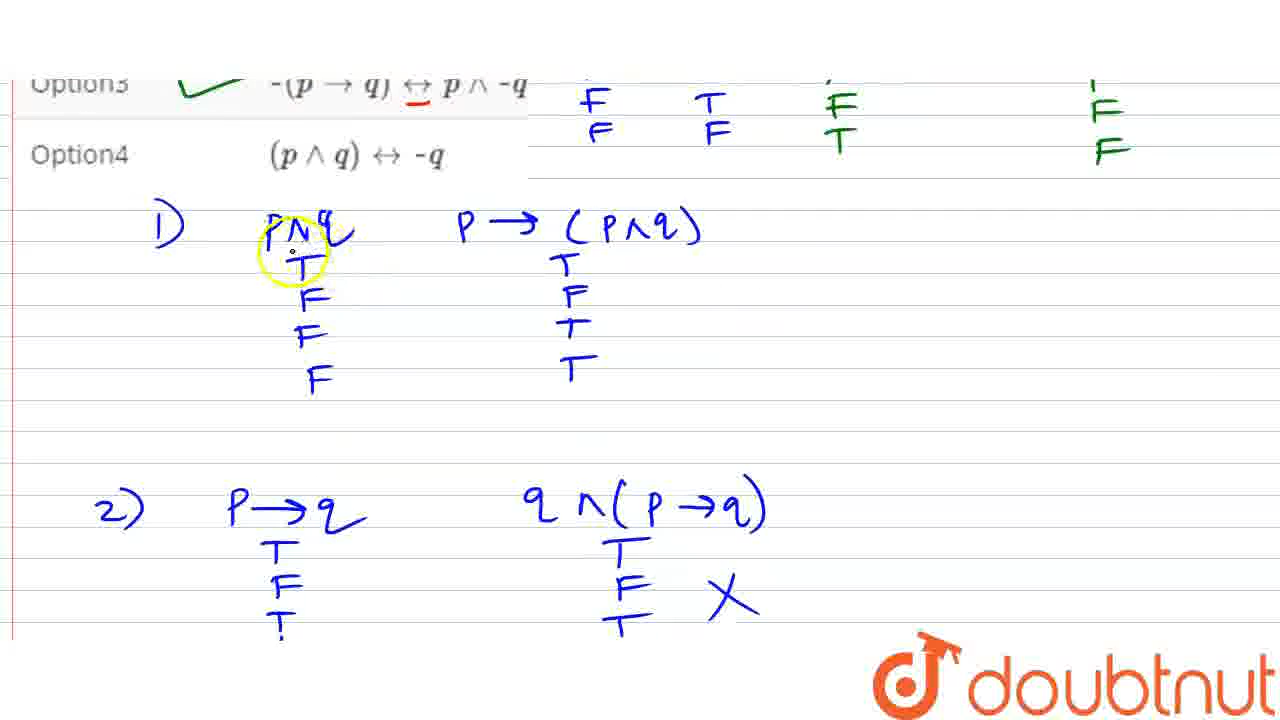 Option3 -(p → q) ↔ p ∧ -q
F T F F
F F T F
Option4 (p ∧ q) ↔ -q
1) p∧q p → (p∧q)
T T
F F
F T
F T
2) p → q q ∧ (p → q)
T T
F F X
T T
doubtnut